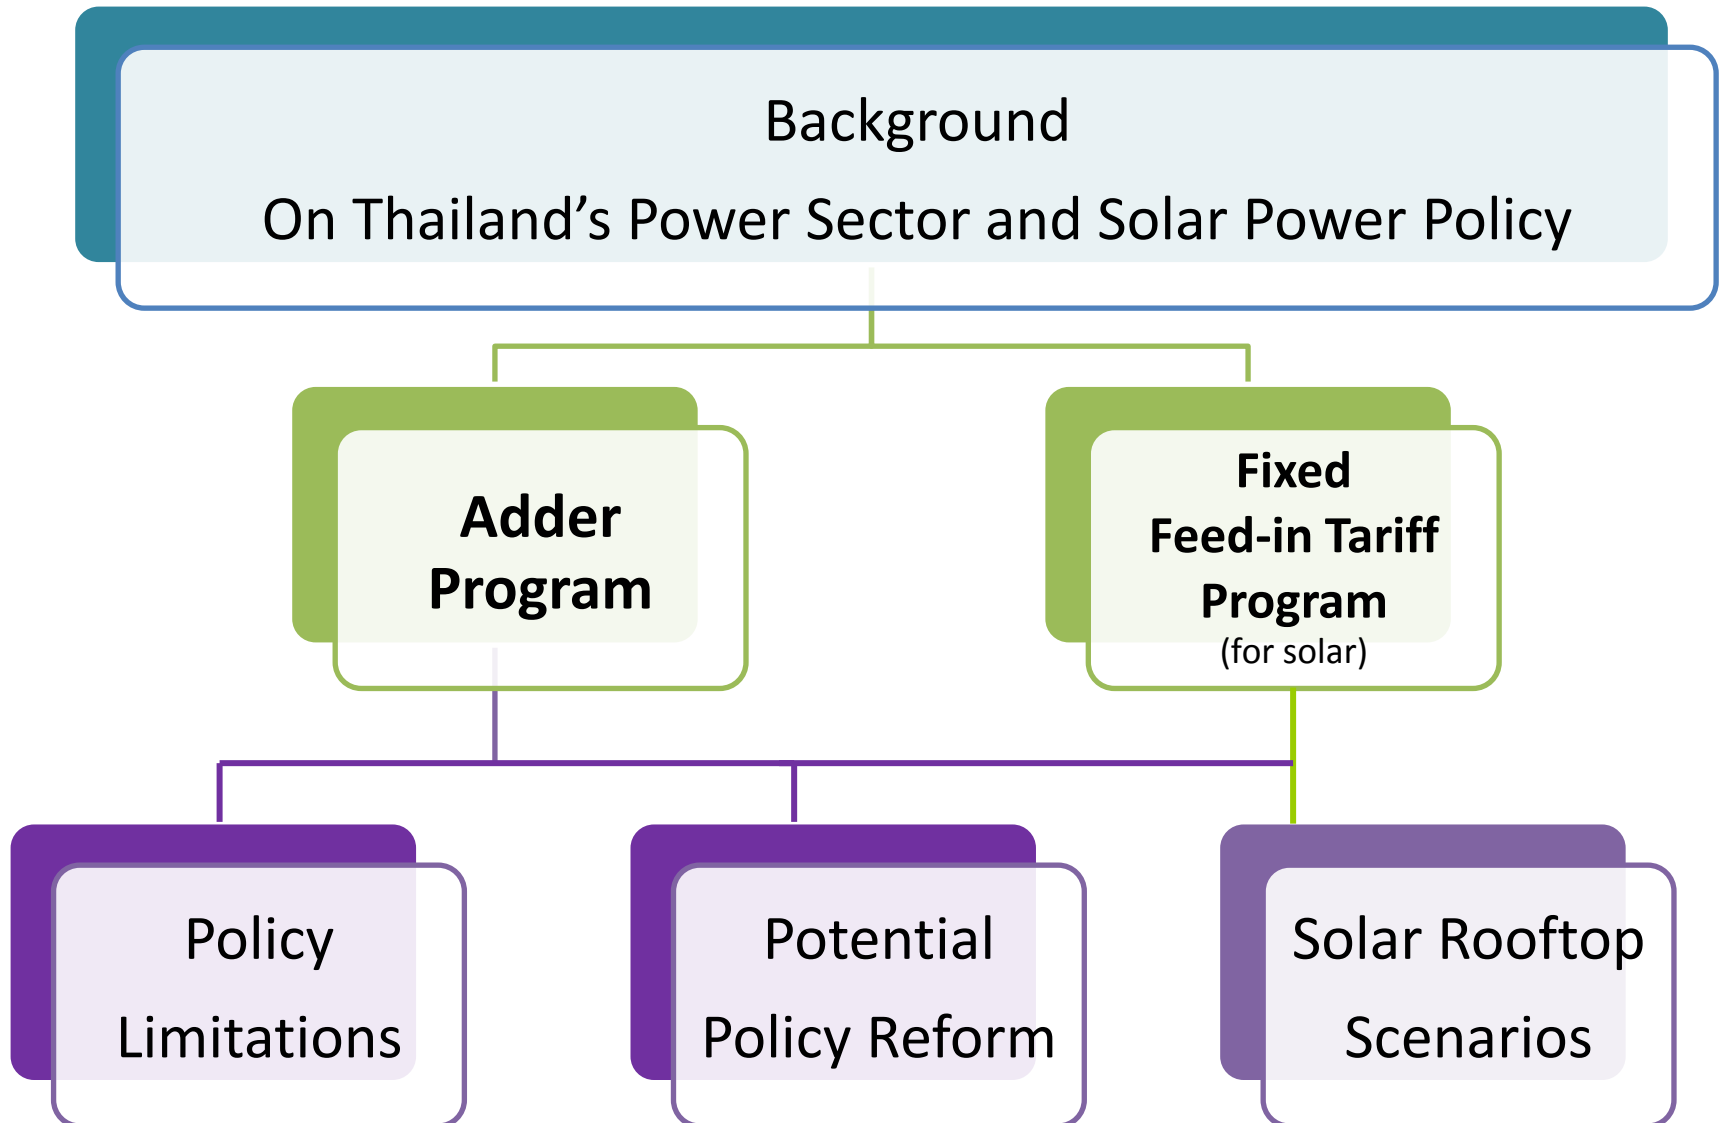 Background
On Thailand’s Power Sector and Solar Power Policy
Adder
Program
Fixed
Feed-in Tariff
Program
(for solar)
Policy
Limitations
Potential
Policy Reform
Solar Rooftop
Scenarios